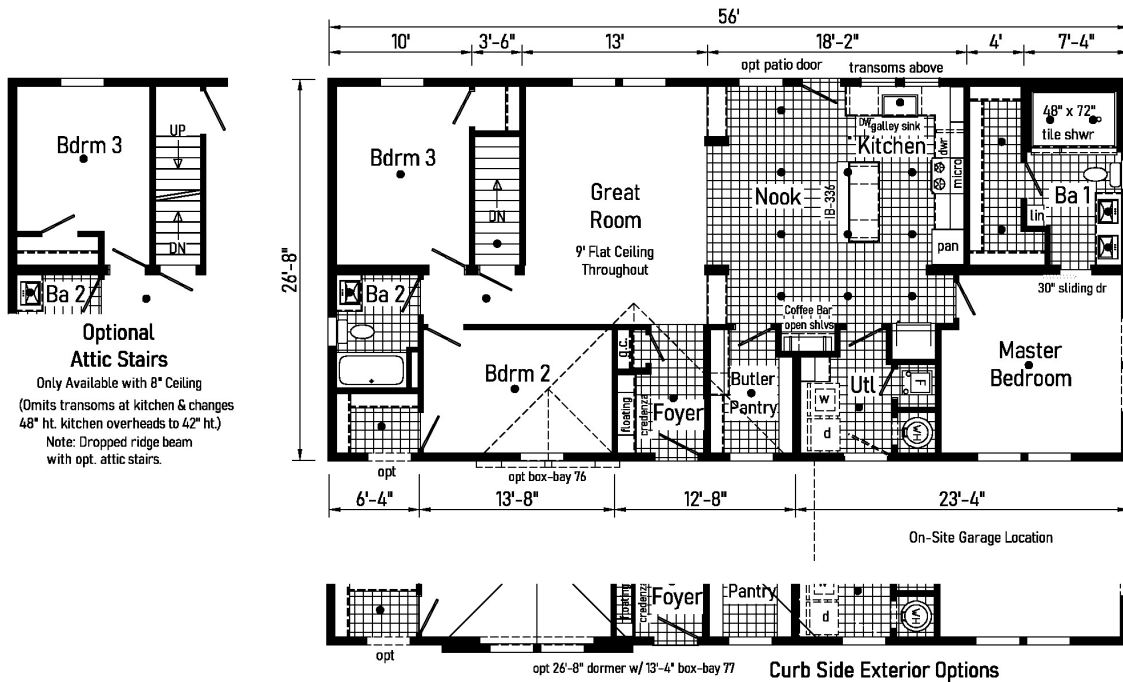 56'
10'
3'-6"
13'
18'-2"
4'
7'-4"
opt patio door
transoms above
26'-8"
Bdrm 3
UP
DN
Ba 2
Optional
Attic Stairs
Only Available with 8" Ceiling
(Omits transoms at kitchen & changes
48" ht. kitchen overheads to 42" ht.)
Note: Dropped ridge beam
with opt. attic stairs.
Bdrm 3
DN
Great
Room
9' Flat Ceiling
Throughout
Nook
DW
galley sink
Kitchen
dwr
micro
IB-336
pan
48" x 72"
tile shwr
Ba 1
lin
30" sliding dr
Ba 2
Bdrm 2
g.c.
floating
credenza
Foyer
Butler
Pantry
Coffee Bar
open shlvs
Utl
W
d
F
WH
Master
Bedroom
opt
opt box-bay 76
6'-4"
13'-8"
12'-8"
23'-4"
On-Site Garage Location
floating
credenza
Foyer
Pantry
W
d
WH
opt
opt 26'-8" dormer w/ 13'-4" box-bay 77
Curb Side Exterior Options